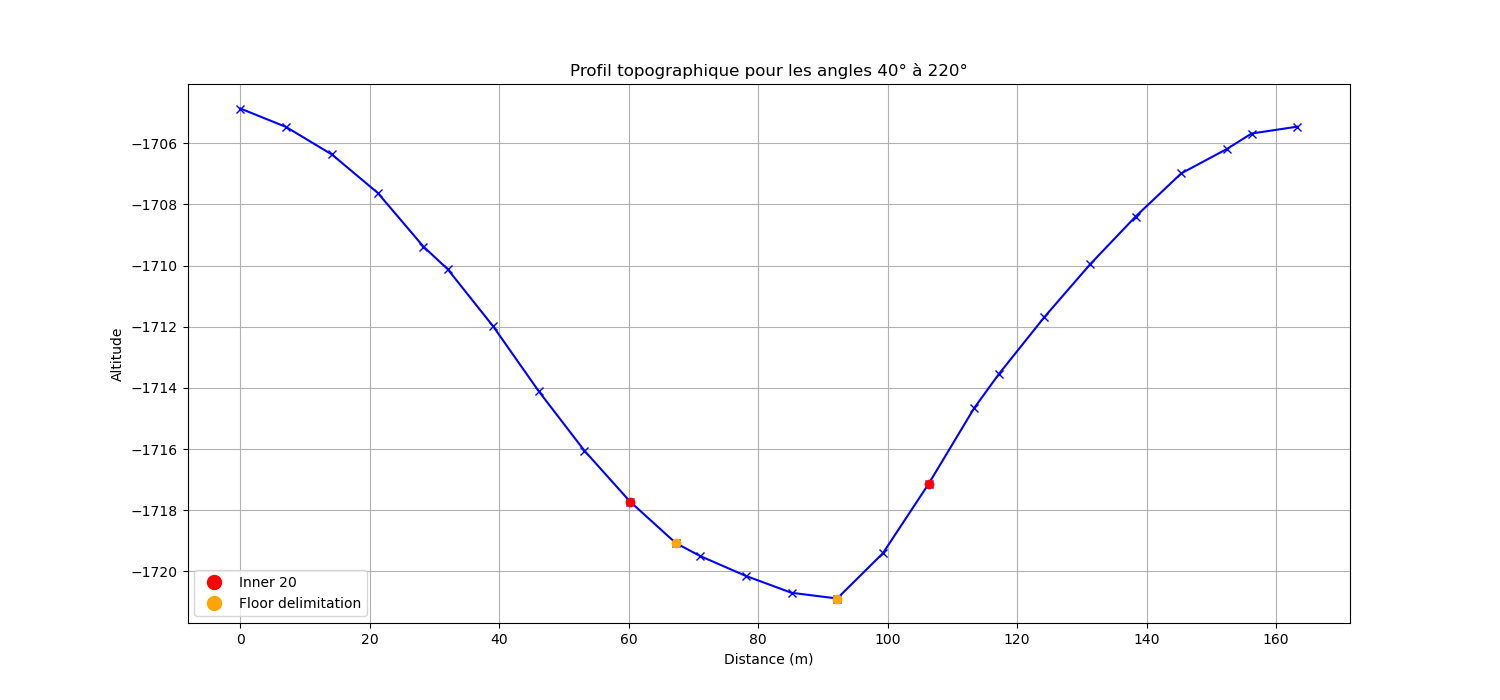 Profil topographique pour les angles 40° à 220°
Altitude
−1706
−1708
−1710
−1712
−1714
−1716
−1718
−1720
Inner 20
Floor delimitation
0 20 40 60 80 100 120 140 160
Distance (m)